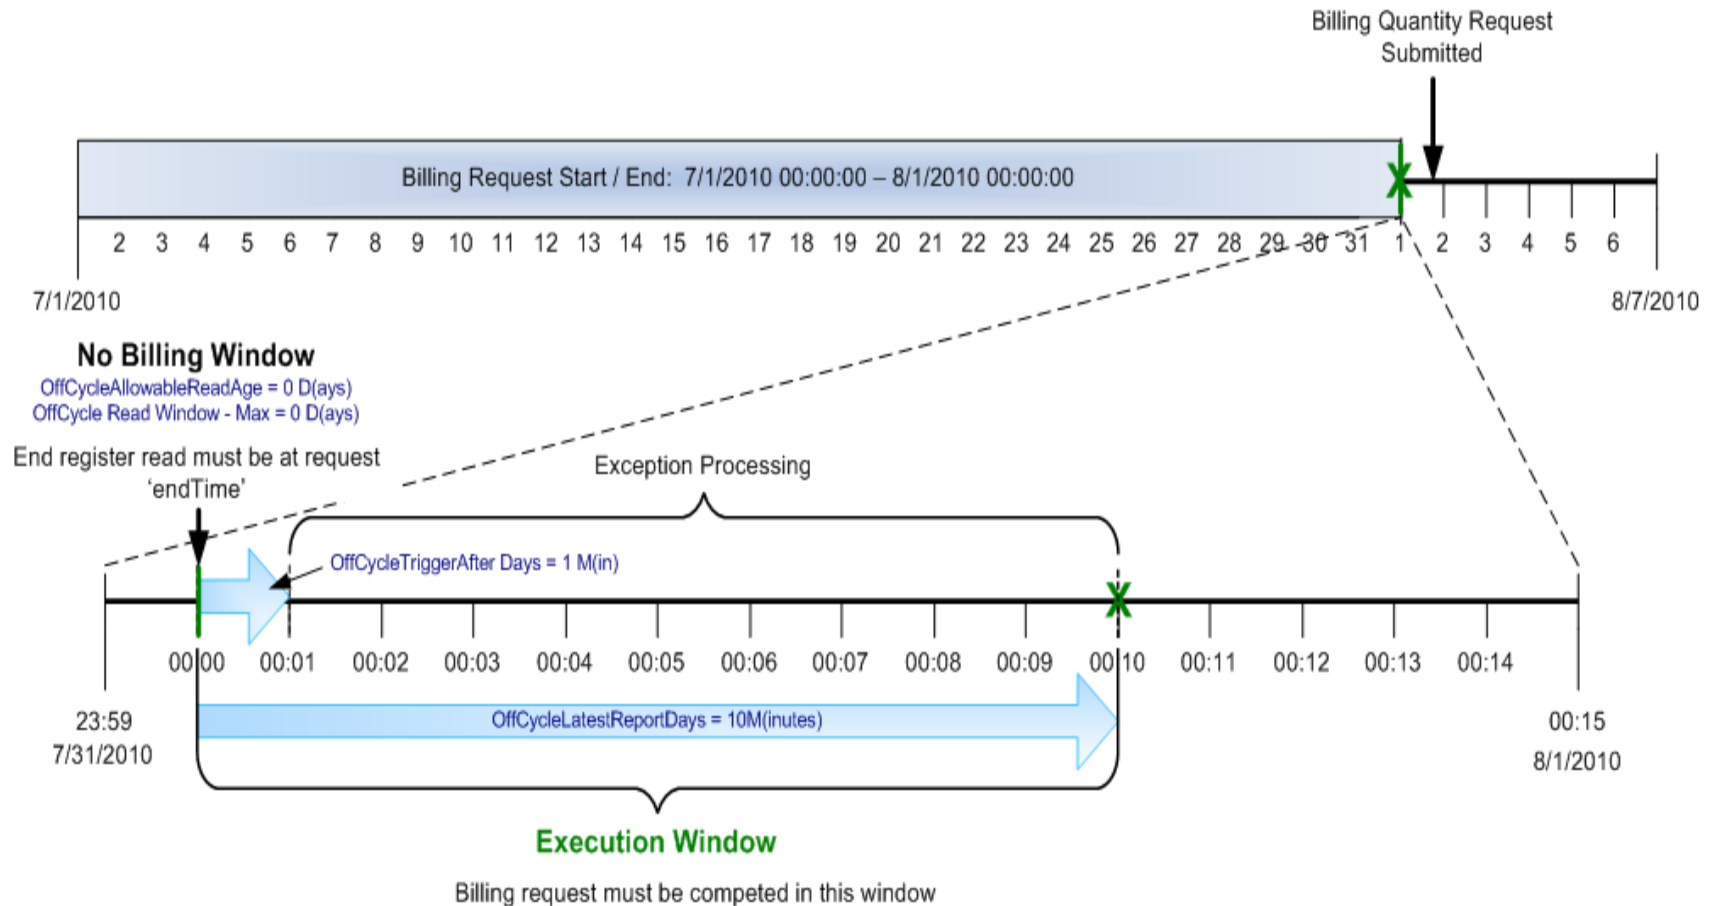 Billing Quantity Request
Submitted
Billing Request Start / End:  7/1/2010 00:00:00 – 8/1/2010 00:00:00
2 3 4 5 6 7 8 9 10 11 12 13 14 15 16 17 18 19 20 21 22 23 24 25 26 27 28 29 30 31 1 2 3 4 5 6
7/1/2010
8/7/2010
No Billing Window
OffCycleAllowableReadAge = 0 D(ays)
OffCycle Read Window - Max = 0 D(ays)
End register read must be at request
‘endTime’
Exception Processing
OffCycleTriggerAfter Days = 1 M(in)
00:00 00:01 00:02 00:03 00:04 00:05 00:06 00:07 00:08 00:09 00:10 00:11 00:12 00:13 00:14
23:59
7/31/2010
OffCycleLatestReportDays = 10M(inutes)
00:15
8/1/2010
Execution Window
Billing request must be competed in this window